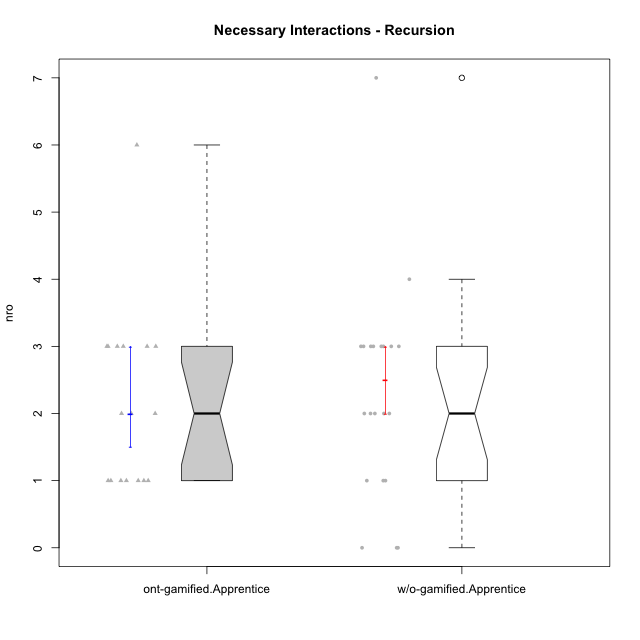 Necessary Interactions - Recursion
7
6
5
4
3
2
1
0
nro
ont-gamified.Apprentice
w/o-gamified.Apprentice